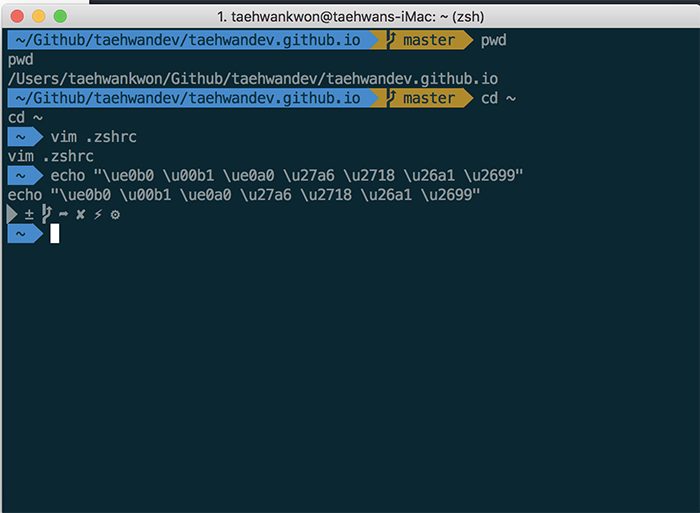 1. taehwankwon@taehwans-iMac: ~ (zsh)
~/Github/taehwandev/taehwandev.github.io  master  pwd
pwd
/Users/taehwankwon/Github/taehwandev/taehwandev.github.io
~/Github/taehwandev/taehwandev.github.io  master  cd ~
cd ~
~  vim .zshrc
vim .zshrc
~  echo "\ue0b0 \u00b1 \ue0a0 \u27a6 \u2718 \u26a1 \u2699"
echo "\ue0b0 \u00b1 \ue0a0 \u27a6 \u2718 \u26a1 \u2699"
 ±  ➦ ✘ ⚡ ⚙
~